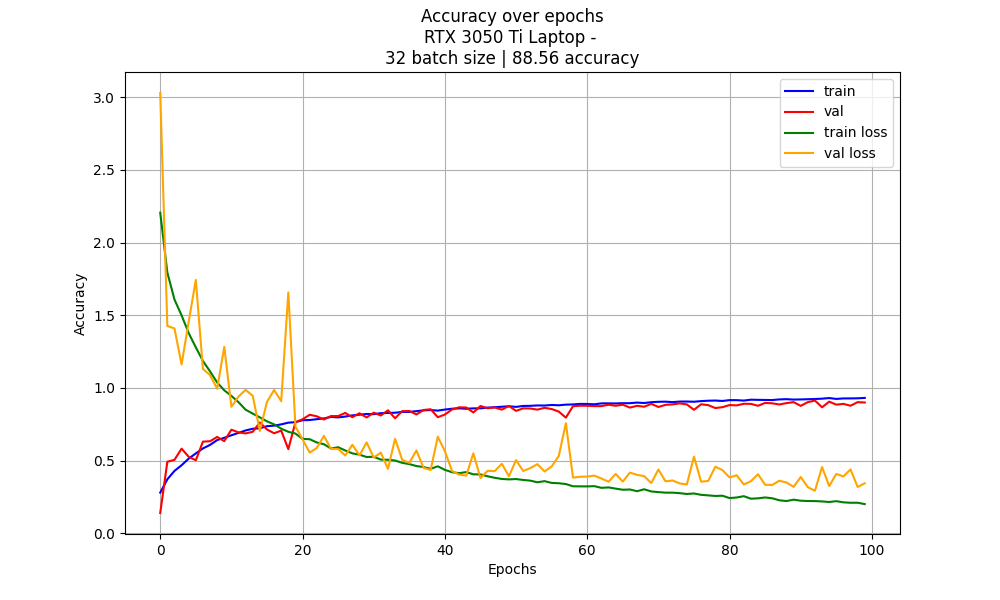 Accuracy over epochs
RTX 3050 Ti Laptop -
32 batch size | 88.56 accuracy
train
val
train loss
val loss
3.0
2.5
2.0
1.5
1.0
0.5
0.0
Accuracy
0 20 40 60 80 100
Epochs